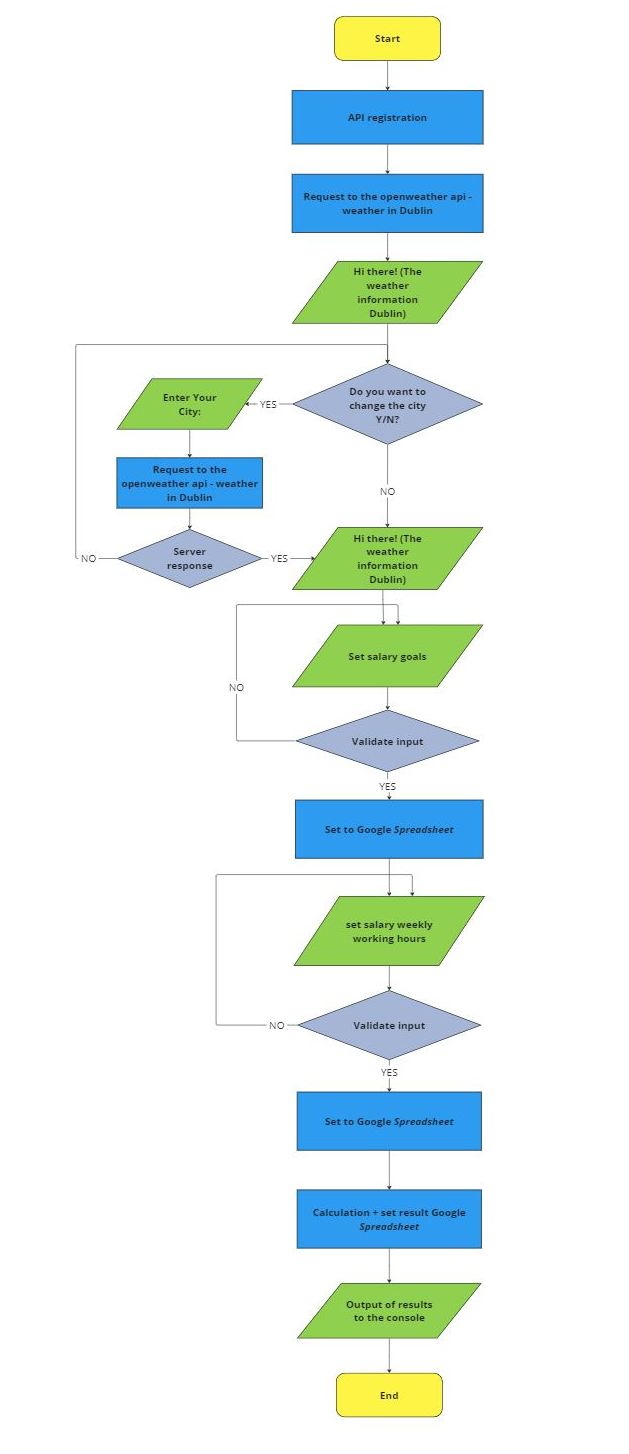 Start
API registration
Request to the openweather api -
weather in Dublin
Hi there! (The
weather
information
Dublin)
Do you want to
change the city
Y/N?
YES
Enter Your
City:
Request to the
openweather api - weather
in Dublin
NO
Server
response
NO
YES
Hi there! (The
weather
information
Dublin)
Set salary goals
NO
Validate input
YES
Set to Google Spreadsheet
set salary weekly
working hours
Validate input
NO
YES
Set to Google Spreadsheet
Calculation + set result Google
Spreadsheet
Output of results
to the console
End